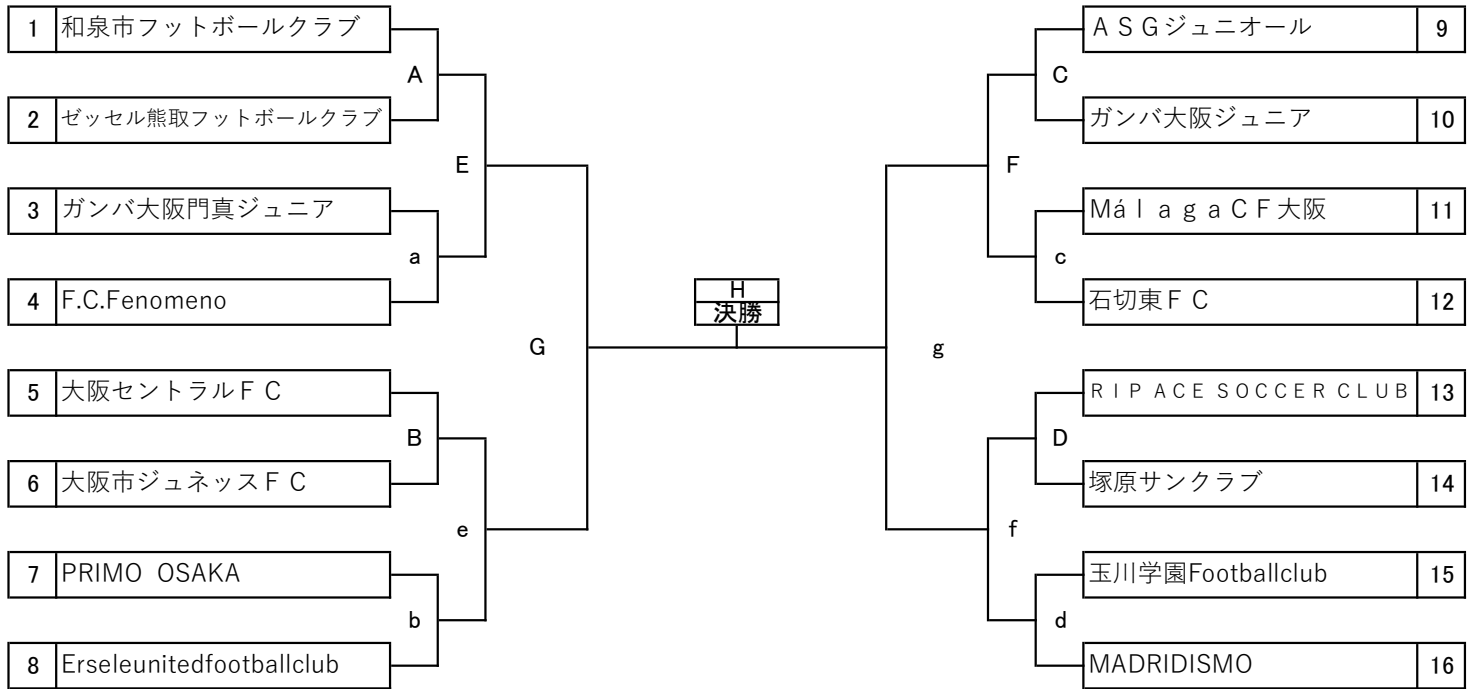 1 和泉市フットボールクラブ
A
2 ゼッセル熊取フットボールクラブ
E
3 ガンバ大阪門真ジュニア
a
4 F.C.Fenomeno
G
5 大阪セントラルＦＣ
B
6 大阪市ジュネッスＦＣ
e
7 PRIMO OSAKA
b
8 Erseleunitedfootballclub
H
決勝
ＡＳＧジュニオール 9
C
ガンバ大阪ジュニア 10
F
MáｌａｇａＣＦ大阪 11
c
石切東ＦＣ 12
g
ＲＩＰ ＡＣＥ ＳＯＣＣＥＲ ＣＬＵＢ 13
D
塚原サンクラブ 14
f
玉川学園Footballclub 15
d
MADRIDISMO 16